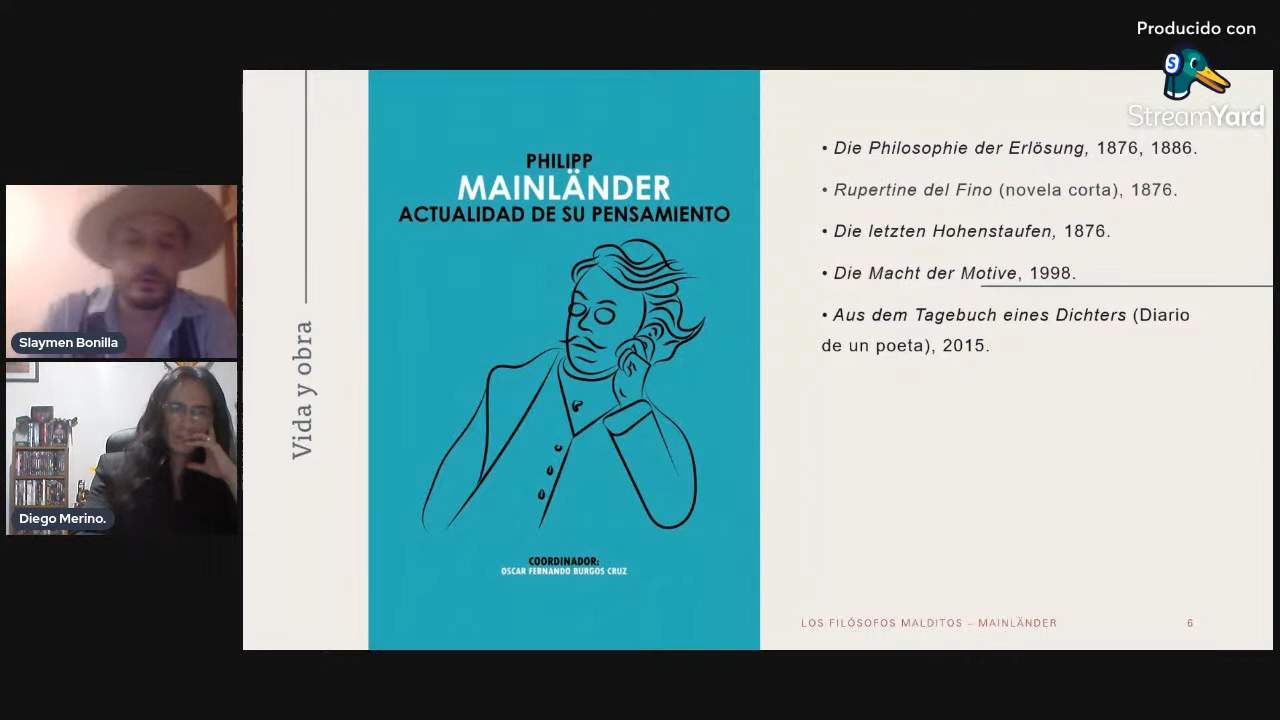 Producido con
S
StreamYard
Slaymen Bonilla
Diego Merino.
Vida y obra
PHILIPP
MAINLÄNDER
ACTUALIDAD DE SU PENSAMIENTO
COORDINADOR:
OSCAR FERNANDO BURGOS CRUZ
• Die Philosophie der Erlösung, 1876, 1886.
• Rupertine del Fino (novela corta), 1876.
• Die letzten Hohenstaufen, 1876.
• Die Macht der Motive, 1998.
• Aus dem Tagebuch eines Dichters (Diario
de un poeta), 2015.
LOS FILÓSOFOS MALDITOS – MAINLÄNDER
6